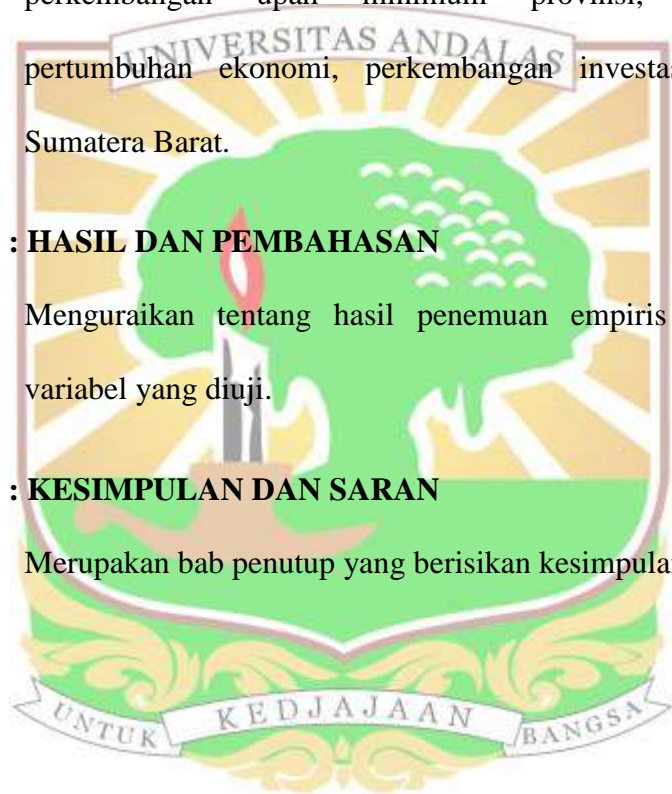 perkembangan upah minimum provinsi,
UNIVERSITAS ANDALAS
pertumbuhan ekonomi, perkembangan investas
Sumatera Barat.
: HASIL DAN PEMBAHASAN
Menguraikan tentang hasil penemuan empiris
variabel yang diuji.
: KESIMPULAN DAN SARAN
Merupakan bab penutup yang berisikan kesimpula
UNTUK KEDJAJAAN BANGSA